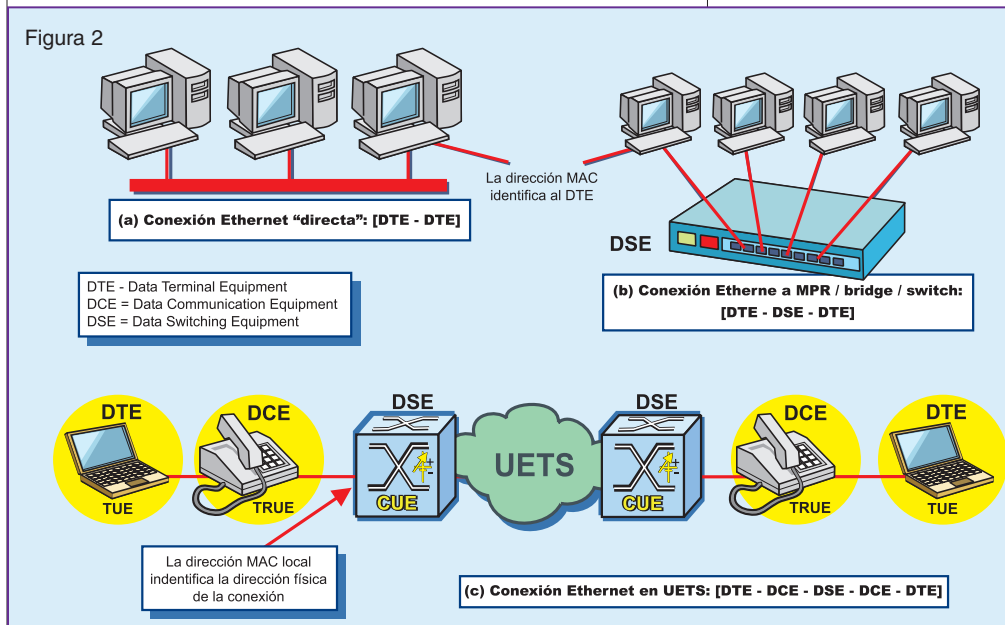 Figura 2
La dirección MAC
identifica al DTE
(a) Conexión Ethernet “directa”: [DTE - DTE]
DSE
DTE - Data Terminal Equipment
DCE = Data Communication Equipment
DSE = Data Switching Equipment
(b) Conexión Etherne a MPR / bridge / switch:
[DTE - DSE - DTE]
DTE
DCE
DSE
DSE
DCE
DTE
UETS
CUE
CUE
TUE
TRUE
TRUE
TUE
La dirección MAC local
indentifica la dirección física
de la conexión
(c) Conexión Ethernet en UETS: [DTE - DCE - DSE - DCE - DTE]